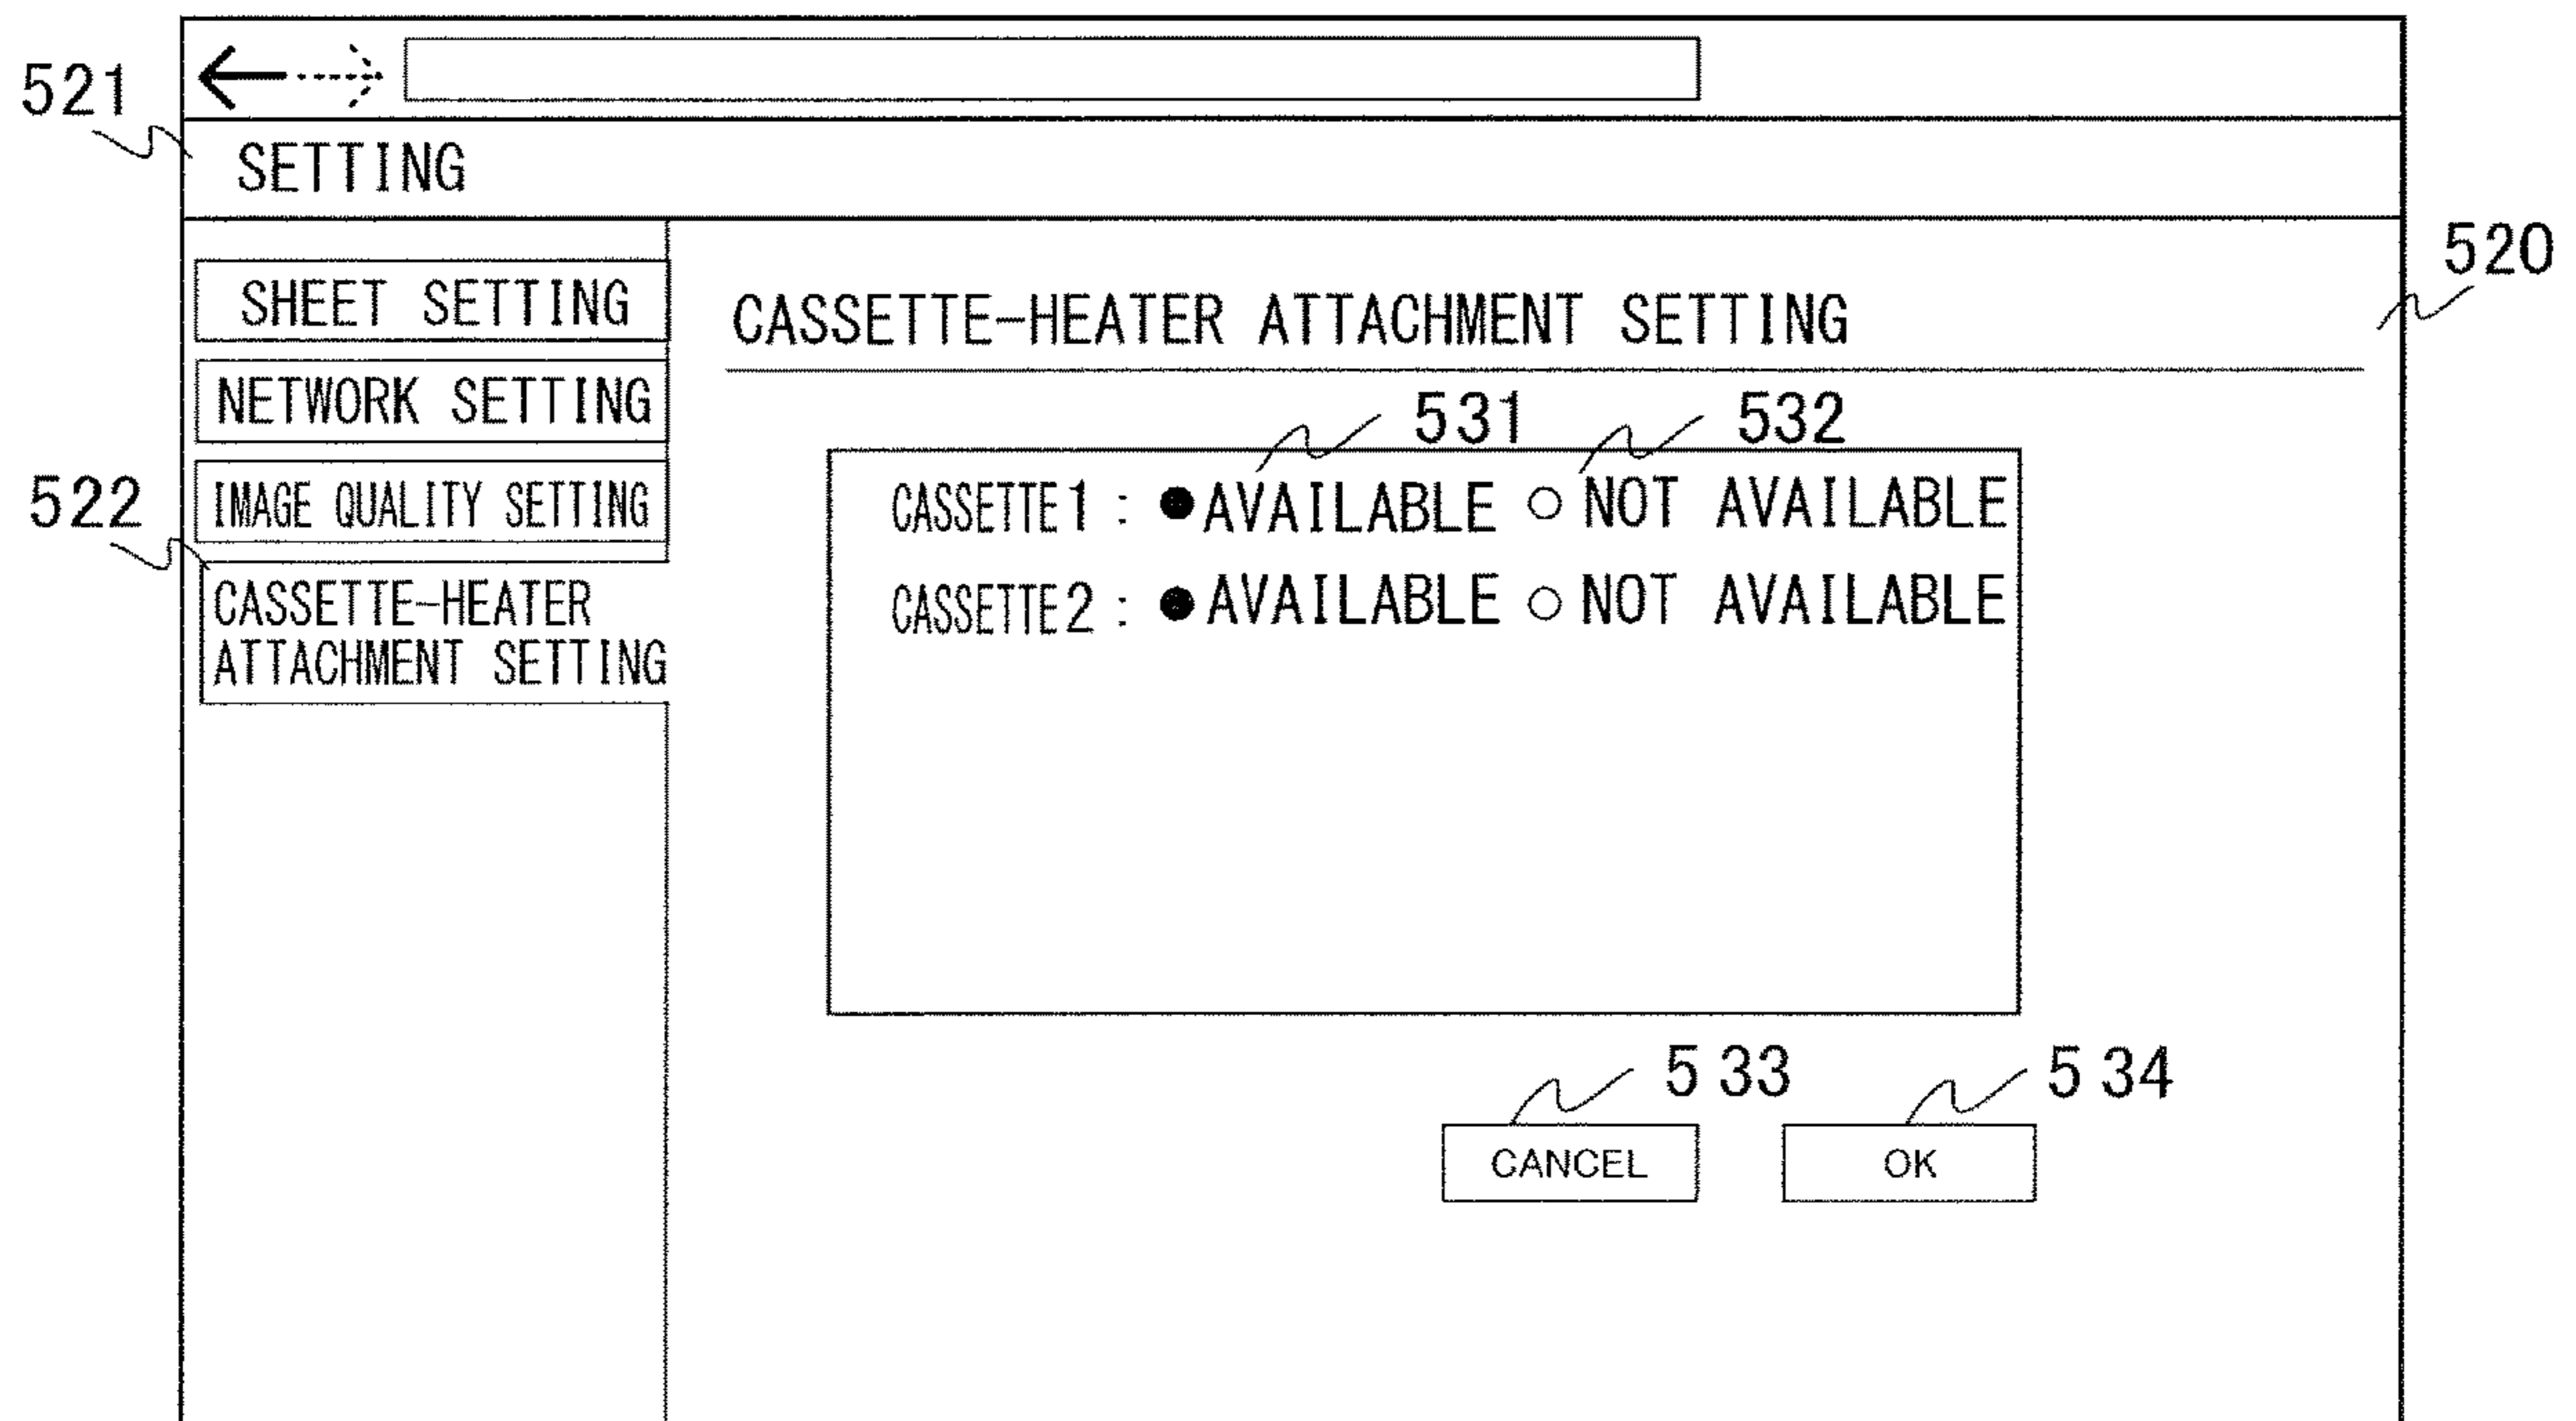 521
SETTING
520
SHEET SETTING
NETWORK SETTING
IMAGE QUALITY SETTING
522
CASSETTE-HEATER
ATTACHMENT SETTING
CASSETTE-HEATER ATTACHMENT SETTING
531 532
CASSETTE1 : ●AVAILABLE ○NOT AVAILABLE
CASSETTE2 : ●AVAILABLE ○NOT AVAILABLE
533 534
CANCEL OK